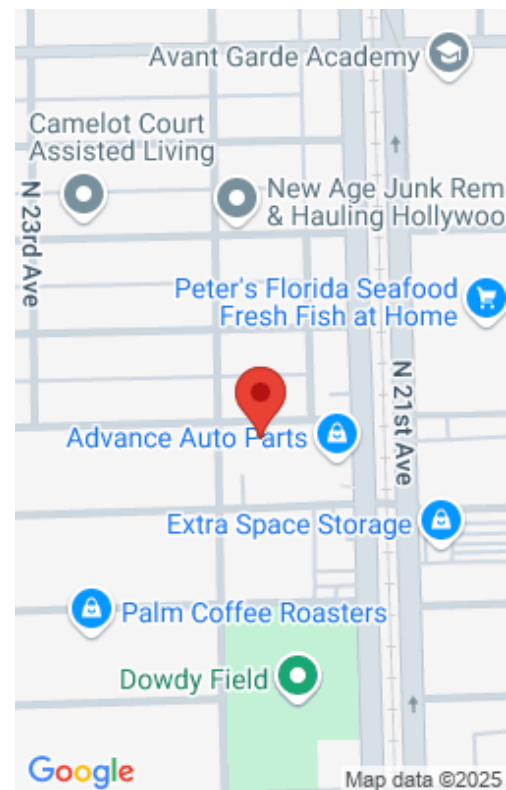 Avant Garde Academy
Camelot Court
Assisted Living
New Age Junk Rem
& Hauling Hollywoo
N 23rd Ave
Peter's Florida Seafood
Fresh Fish at Home
N 21st Ave
Advance Auto Parts
Extra Space Storage
Palm Coffee Roasters
Dowdy Field
Google
Map data ©2025